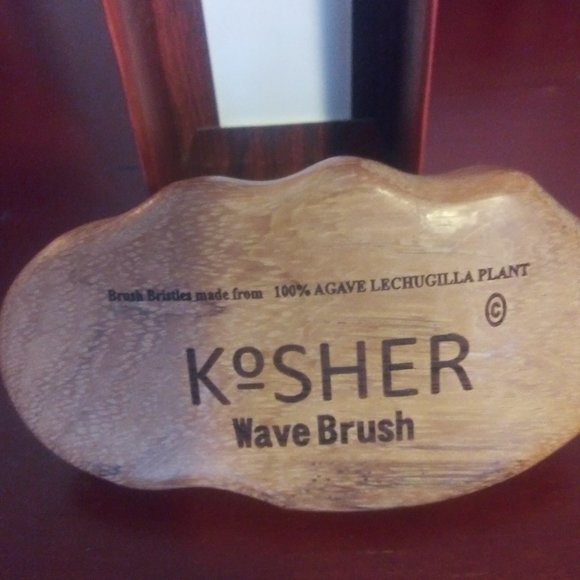 Brush Bristles made from 100% AGAVE LECHUGILLA PLANT
©
KºSHER
Wave Brush